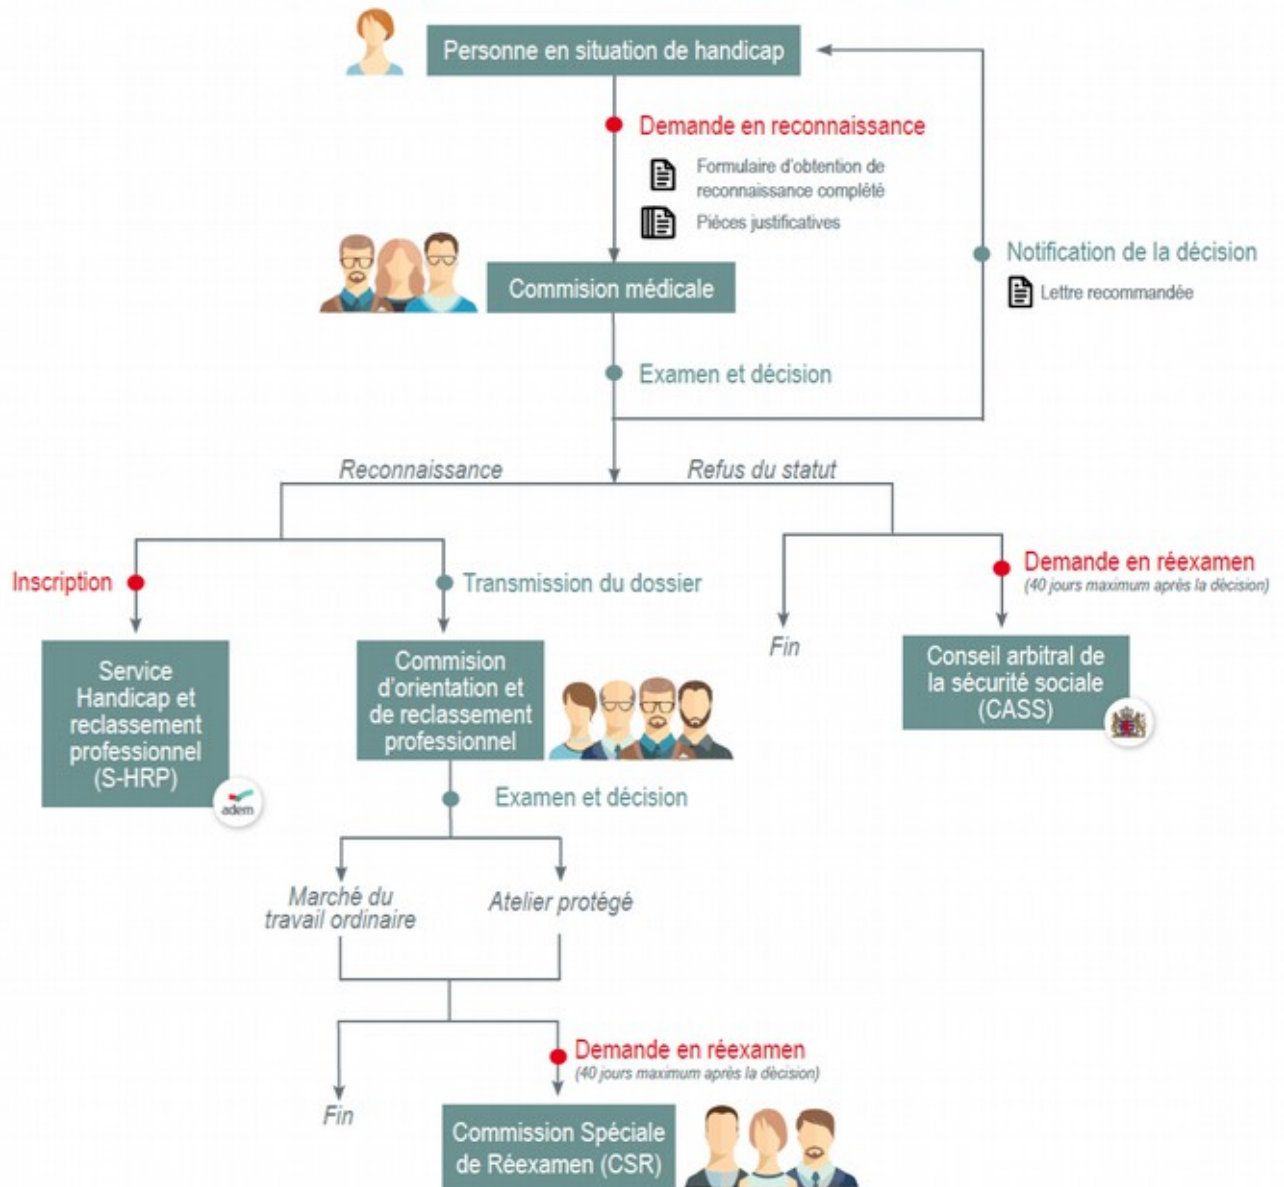 Personne en situation de handicap
Demande en reconnaissance
Formulaire d'obtention de
reconnaissance complété
Pièces justificatives
Notification de la décision
Lettre recommandée
Commision médicale
Examen et décision
Reconnaissance
Refus du statut
Inscription
Transmission du dossier
Demande en réexamen
(40 jours maximum après la décision)
Service
Handicap et
reclassement
professionnel
(S-HRP)
adem
Commision
d'orientation et
de reclassement
professionnel
Fin
Conseil arbitral de
la sécurité sociale
(CASS)
Examen et décision
Marché du
travail ordinaire
Atelier protégé
Demande en réexamen
(40 jours maximum après la décision)
Fin
Commission Spéciale
de Réexamen (CSR)